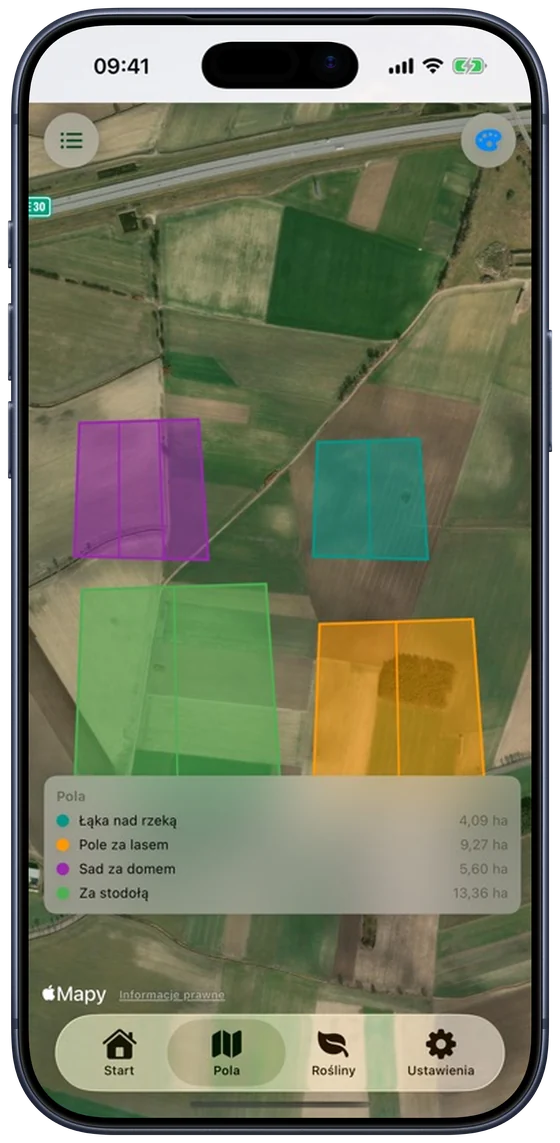 09:41
E30
Pola
Łąka nad rzeką 4,09 ha
Pole za lasem 9,27 ha
Sad za domem 5,60 ha
Za stodołą 13,36 ha
Mapy Informacje prawne
Start Pola Rośliny Ustawienia